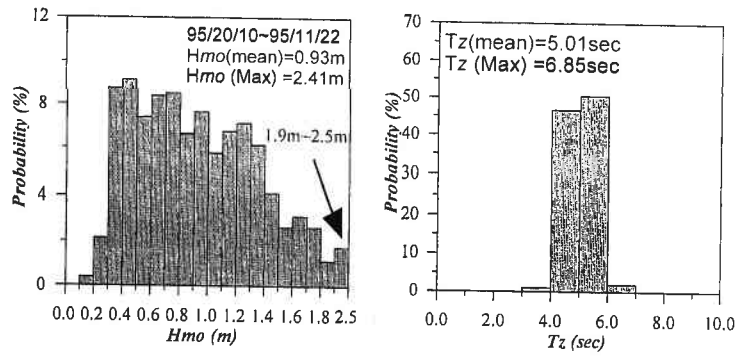 12
8
4
0
Probability (%)
95/20/10~95/11/22
Hmo(mean)=0.93m
Hmo (Max) =2.41m
1.9m~2.5m
0.0 0.2 0.4 0.6 0.8 1.0 1.2 1.4 1.6 1.8 2.5
Hmo (m)
70
60
50
40
30
20
10
0
Probability (%)
Tz(mean)=5.01sec
Tz (Max) =6.85sec
0.0 2.0 4.0 6.0 8.0 10.0
Tz (sec)